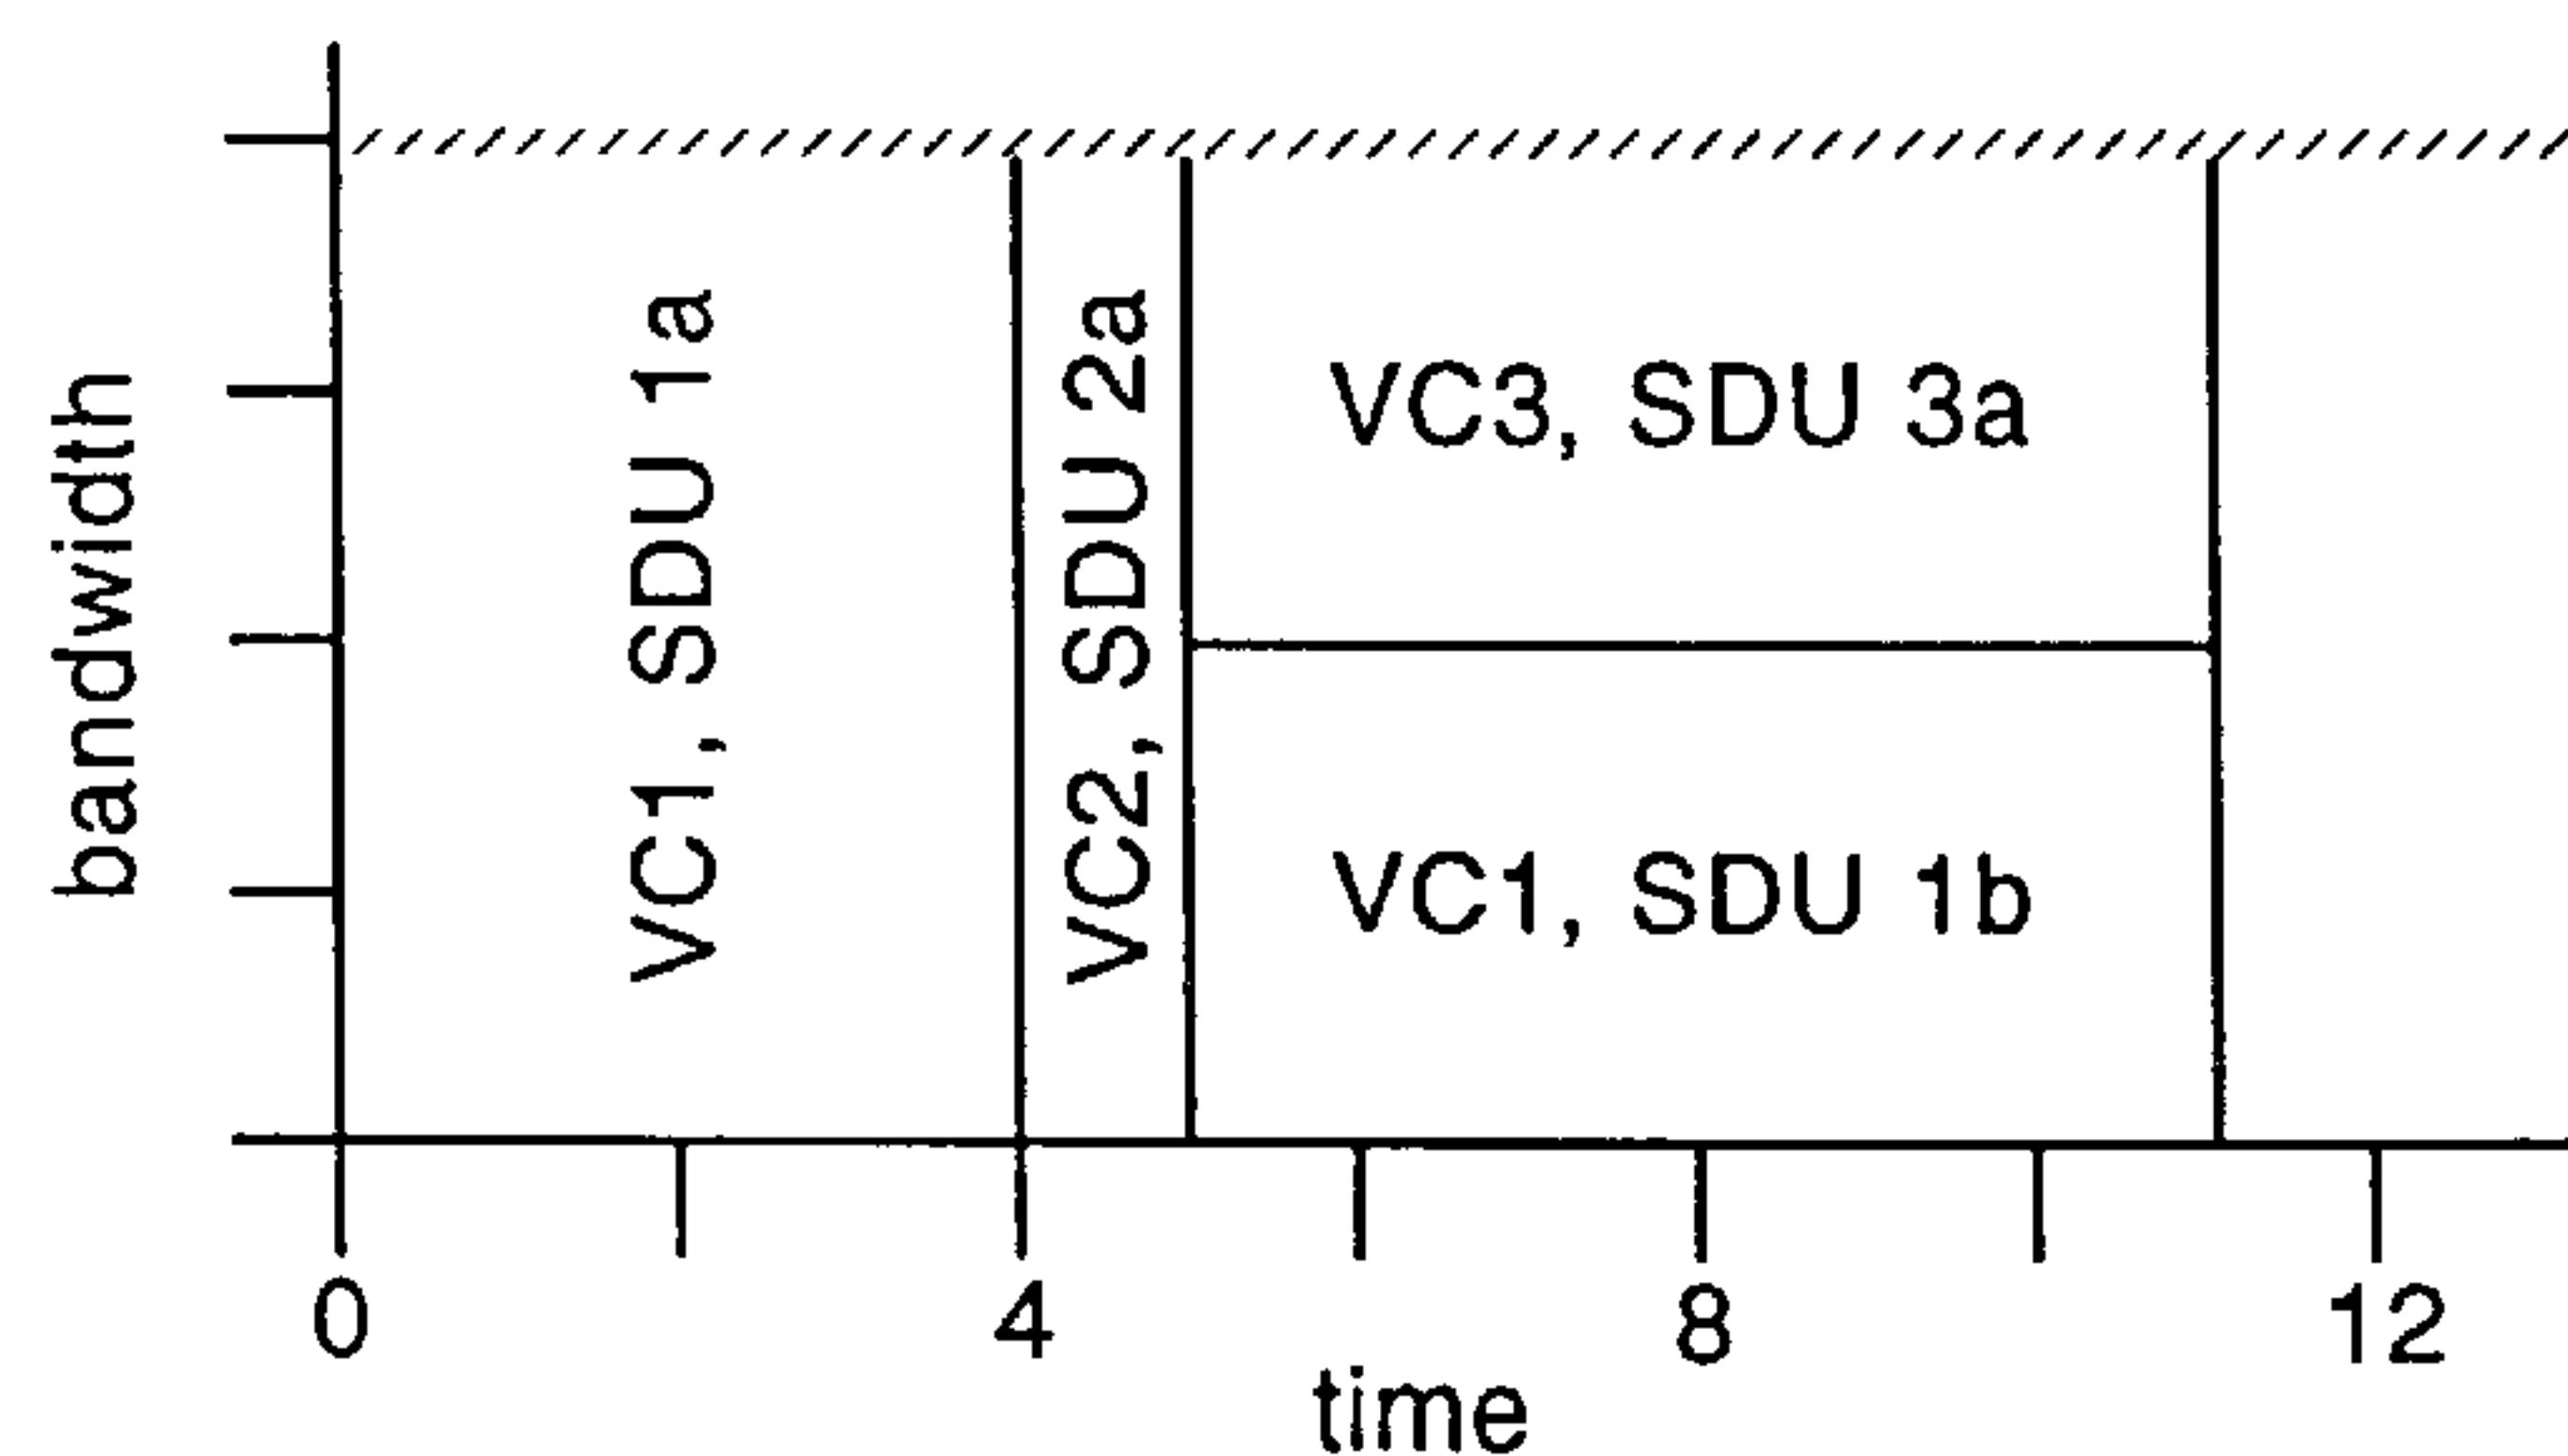 bandwidth
VC1, SDU 1a
VC2, SDU 2a
VC3, SDU 3a
VC1, SDU 1b
0
4
8
12
time